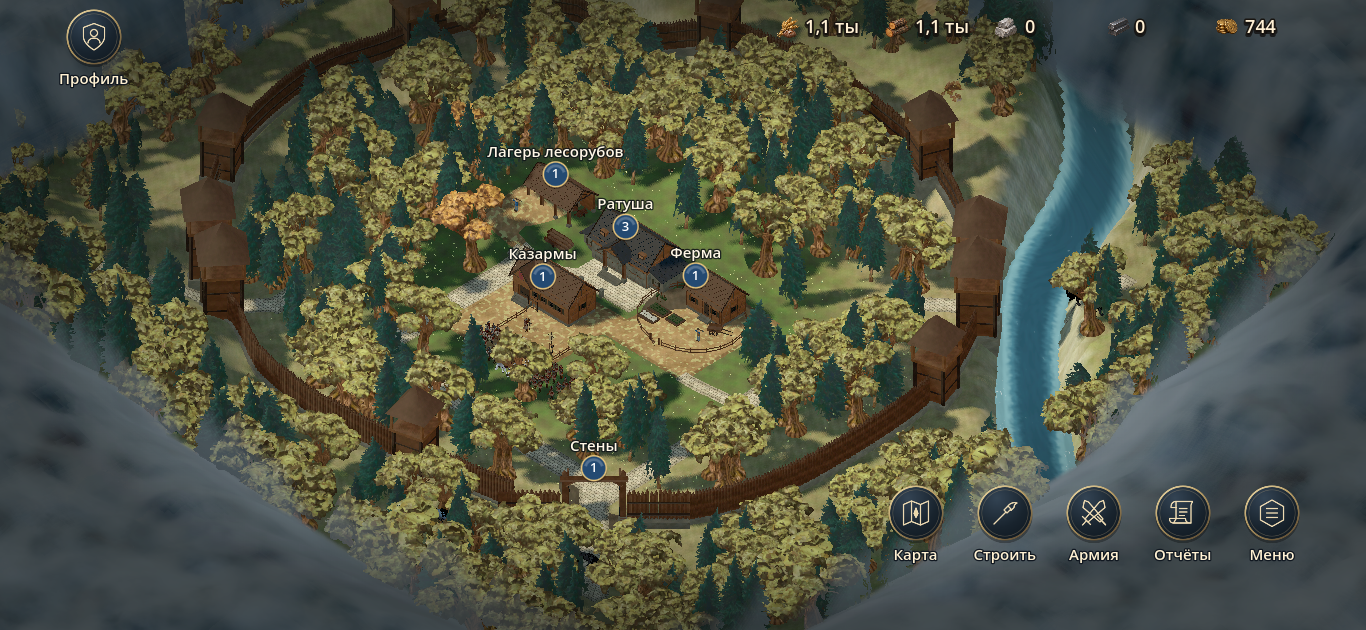 1,1 ты
1,1 ты
0
0
744
Профиль
Лагерь лесорубов
1
Ратуша
3
Казармы
1
Ферма
1
Стены
1
Карта
Строить
Армия
Отчёты
Меню